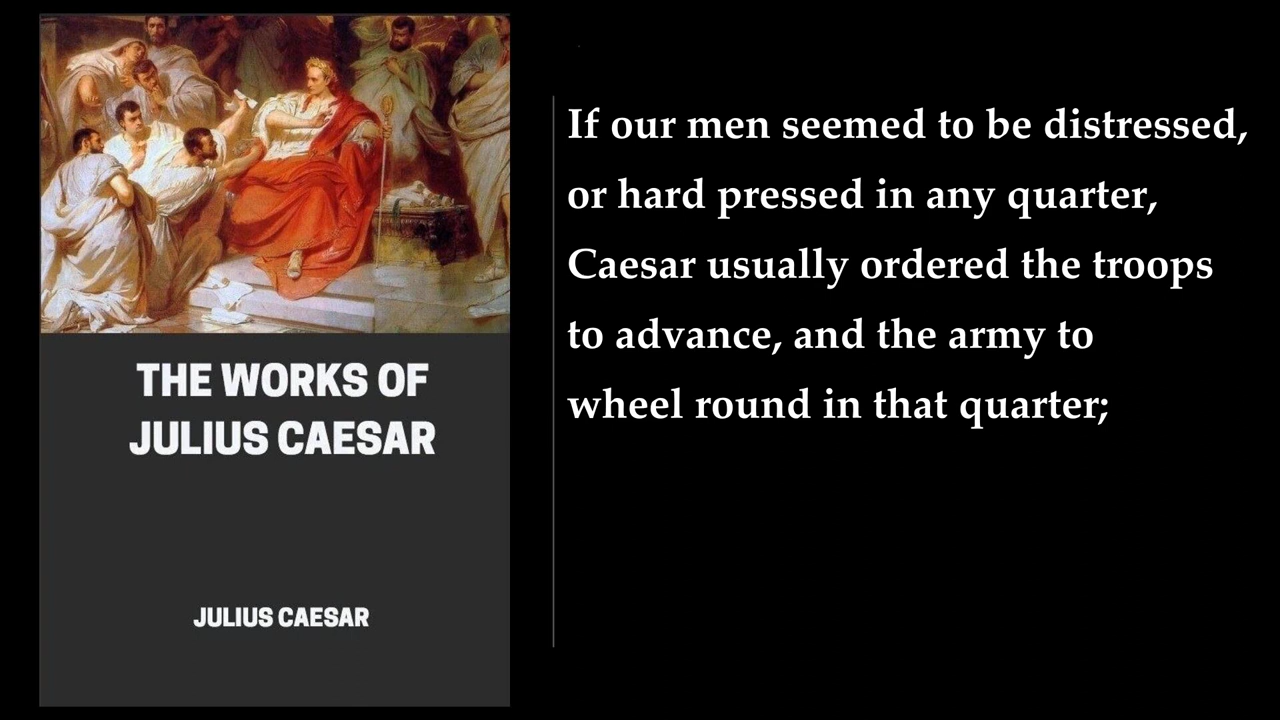 THE WORKS OF
JULIUS CAESAR
JULIUS CAESAR
If our men seemed to be distressed,
or hard pressed in any quarter,
Caesar usually ordered the troops
to advance, and the army to
wheel round in that quarter;